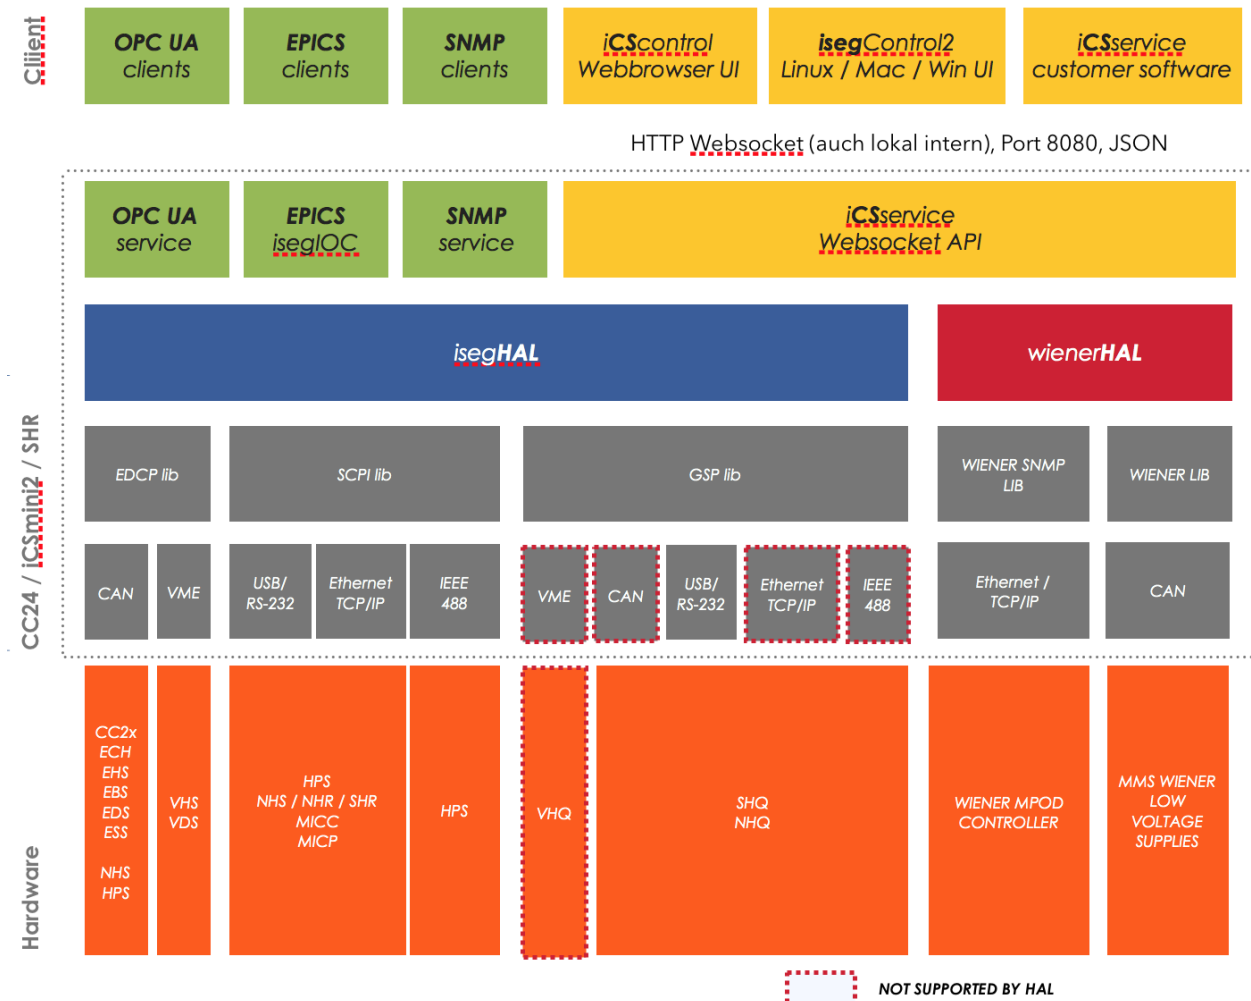 Cliient
OPC UA
clients
EPICS
clients
SNMP
clients
iCScontrol
Webbrowser UI
isegControl2
Linux / Mac / Win UI
iCSservice
customer software
HTTP Websocket (auch lokal intern), Port 8080, JSON
CC24 / iCSmini2 / SHR
OPC UA
service
EPICS
isegIOC
SNMP
service
iCSservice
Websocket API
isegHAL
wienerHAL
EDCP lib
SCPI lib
GSP lib
WIENER SNMP
LIB
WIENER LIB
CAN
VME
USB/
RS-232
Ethernet
TCP/IP
IEEE
488
VME
CAN
USB/
RS-232
Ethernet
TCP/IP
IEEE
488
Ethernet /
TCP/IP
CAN
Hardware
CC2x
ECH
EHS
EBS
EDS
ESS
NHS
HPS
VHS
VDS
HPS
NHS / NHR / SHR
MICC
MICP
HPS
VHQ
SHQ
NHQ
WIENER MPOD
CONTROLLER
MMS WIENER
LOW
VOLTAGE
SUPPLIES
NOT SUPPORTED BY HAL